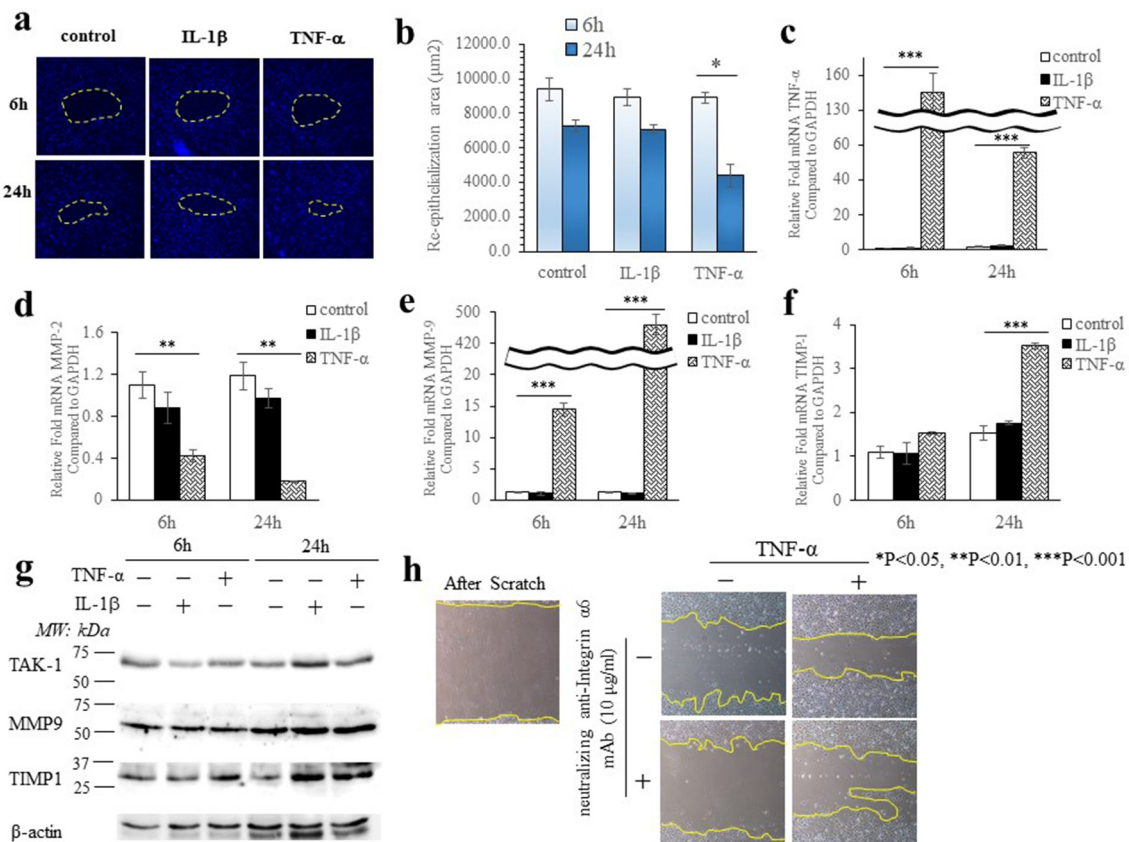 a
control IL-1β TNF-α
6h
24h
b
6h
24h
Re-epithelialization area (μm2)
12000.0
10000.0
8000.0
6000.0
4000.0
2000.0
0.0
*
control IL-1β TNF-α
c
***
control
IL-1β
TNF-α
Relative Fold mRNA TNF-α
Compared to GAPDH
160
130
60
40
20
0
***
6h 24h
d
control
IL-1β
TNF-α
Relative Fold mRNA MMP-2
Compared to GAPDH
1.6
1.2
0.8
0.4
0
** **
6h 24h
e
***
control
IL-1β
TNF-α
Relative Fold mRNA MMP-9
Compared to GAPDH
500
420
20
15
10
5
0
***
6h 24h
f
***
control
IL-1β
TNF-α
Relative Fold mRNA TIMP-1
Compared to GAPDH
4
3
2
1
0
6h 24h
g
6h 24h
TNF-α − − + − − +
IL-1β − + − − + −
MW: kDa
TAK-1 75
50
MMP9 75
50
TIMP1 37
25
β-actin
h
TNF-α
*P<0.05, **P<0.01, ***P<0.001
After Scratch
− +
neutralizing anti-Integrin α6
mAb (10 μg/ml)
−
+